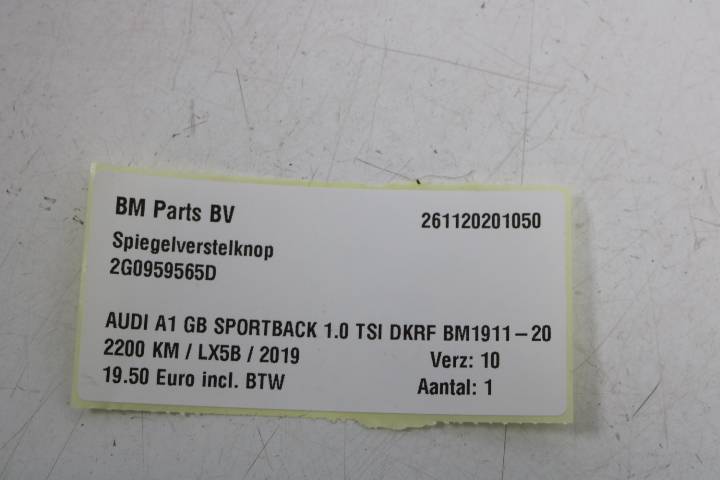 BM Parts BV 261120201050
Spiegelverstelknop
2G0959565D
AUDI A1 GB SPORTBACK 1.0 TSI DKRF BM1911-20
2200 KM / LX5B / 2019 Verz: 10
19.50 Euro incl. BTW Aantal: 1